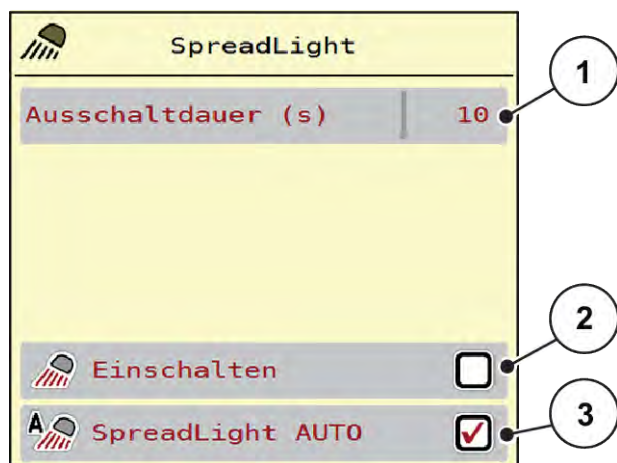 SpreadLight
1
Ausschaltdauer (s) 10
2
Einschalten
A
SpreadLight AUTO
3